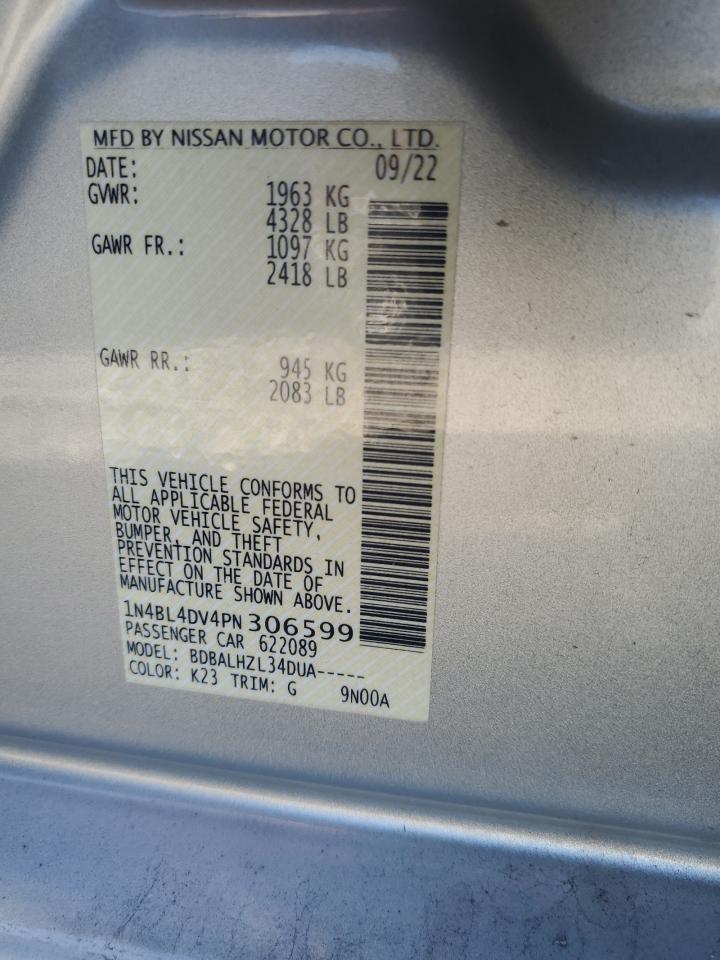 MFD BY NISSAN MOTOR CO., LTD.
DATE: 09/22
GVWR: 1963 KG
4328 LB
GAWR FR.: 1097 KG
2418 LB
GAWR RR.: 945 KG
2083 LB
THIS VEHICLE CONFORMS TO
ALL APPLICABLE FEDERAL
MOTOR VEHICLE SAFETY,
BUMPER, AND THEFT
PREVENTION STANDARDS IN
EFFECT ON THE DATE OF
MANUFACTURE SHOWN ABOVE.
1N4BL4DV4PN306599
PASSENGER CAR 622089
MODEL: BDBALHZL34DUA-----
COLOR: K23 TRIM: G 9N00A